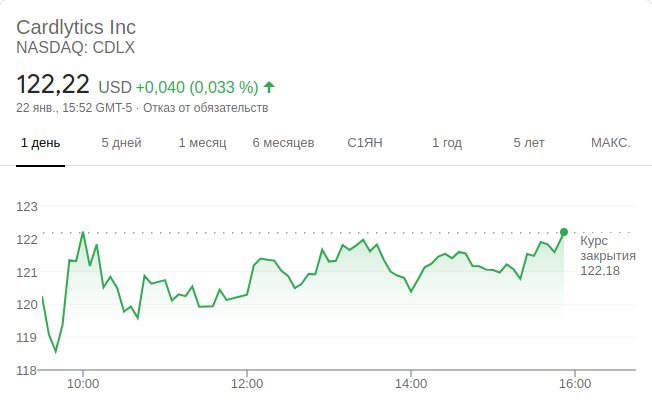 Cardlytics Inc
NASDAQ: CDLX
122,22 USD +0,040 (0,033 %)
22 янв., 15:52 GMT-5 · Отказ от обязательств
1 день 5 дней 1 месяц 6 месяцев С1ЯН 1 год 5 лет МАКС.
123
122
121
120
119
118
Курс
закрытия
122,18
10:00 12:00 14:00 16:00